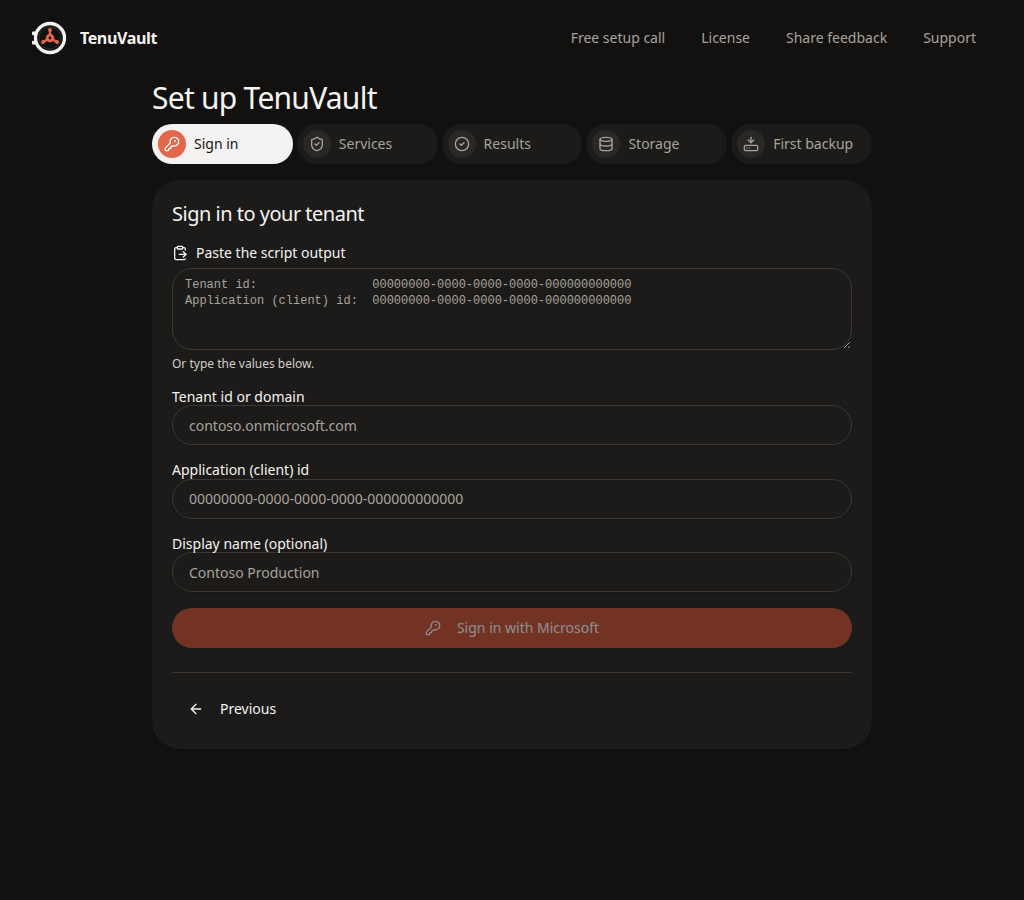 TenuVault
Free setup call
License
Share feedback
Support
Set up TenuVault
Sign in
Services
Results
Storage
First backup
Sign in to your tenant
Paste the script output
Tenant id: 00000000-0000-0000-0000-000000000000
Application (client) id: 00000000-0000-0000-0000-000000000000
Or type the values below.
Tenant id or domain
contoso.onmicrosoft.com
Application (client) id
00000000-0000-0000-0000-000000000000
Display name (optional)
Contoso Production
Sign in with Microsoft
Previous